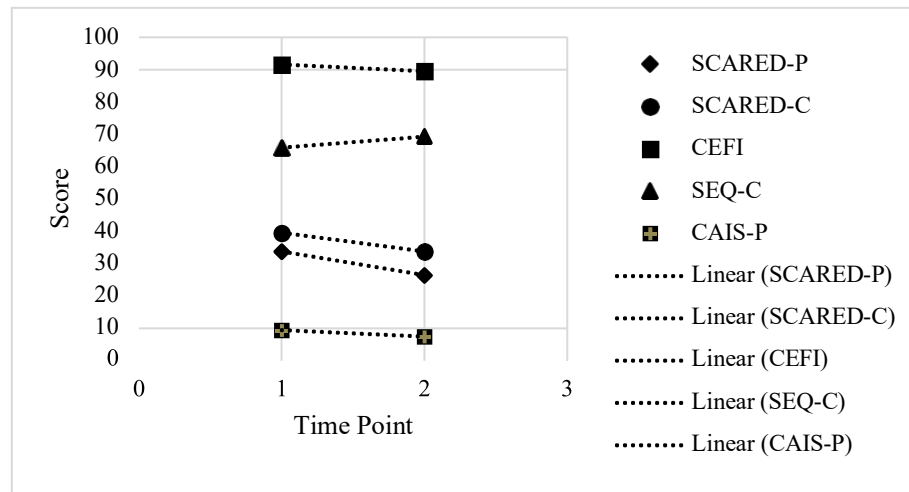 100
90
80
70
60
50
40
30
20
10
0
Score
0 1 2 3
Time Point
SCARED-P
SCARED-C
CEFI
SEQ-C
CAIS-P
Linear (SCARED-P)
Linear (SCARED-C)
Linear (CEFI)
Linear (SEQ-C)
Linear (CAIS-P)